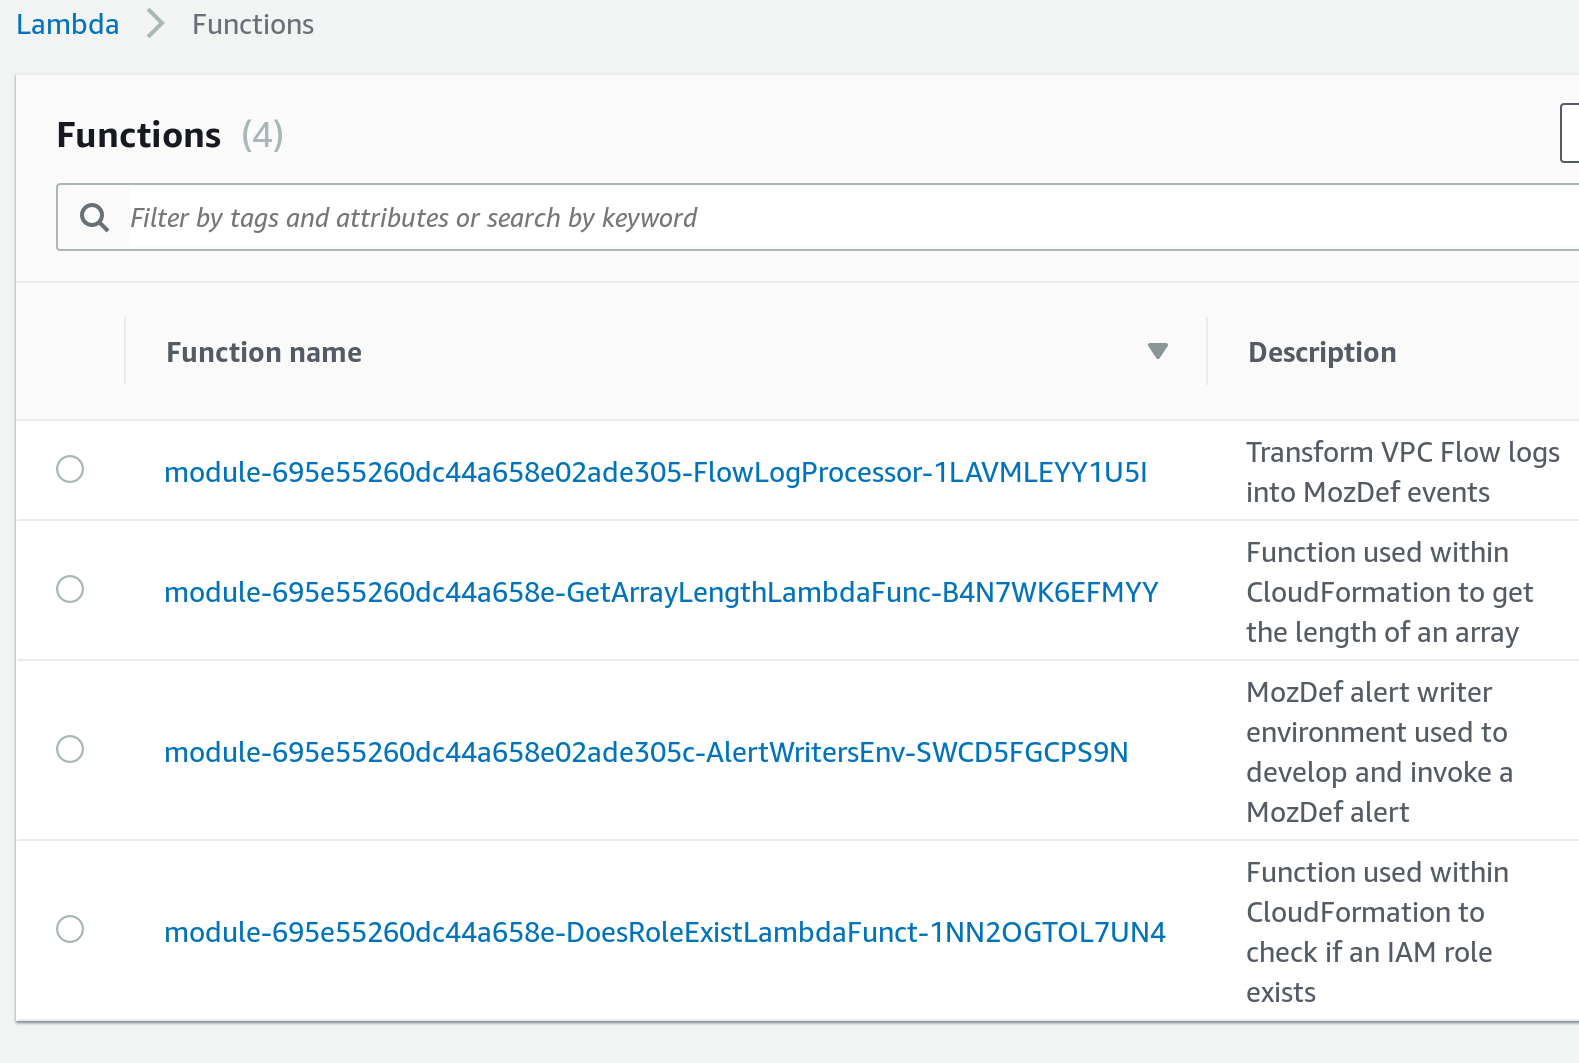 Lambda > Functions
Functions (4)
Filter by tags and attributes or search by keyword
Function name Description
module-695e55260dc44a658e02ade305-FlowLogProcessor-1LAVMLEYY1U5I
Transform VPC Flow logs
into MozDef events
module-695e55260dc44a658e-GetArrayLengthLambdaFunc-B4N7WK6EFMYY
Function used within
CloudFormation to get
the length of an array
module-695e55260dc44a658e02ade305c-AlertWritersEnv-SWCD5FGCPS9N
MozDef alert writer
environment used to
develop and invoke a
MozDef alert
module-695e55260dc44a658e-DoesRoleExistLambdaFunct-1NN2OGTOL7UN4
Function used within
CloudFormation to
check if an IAM role
exists